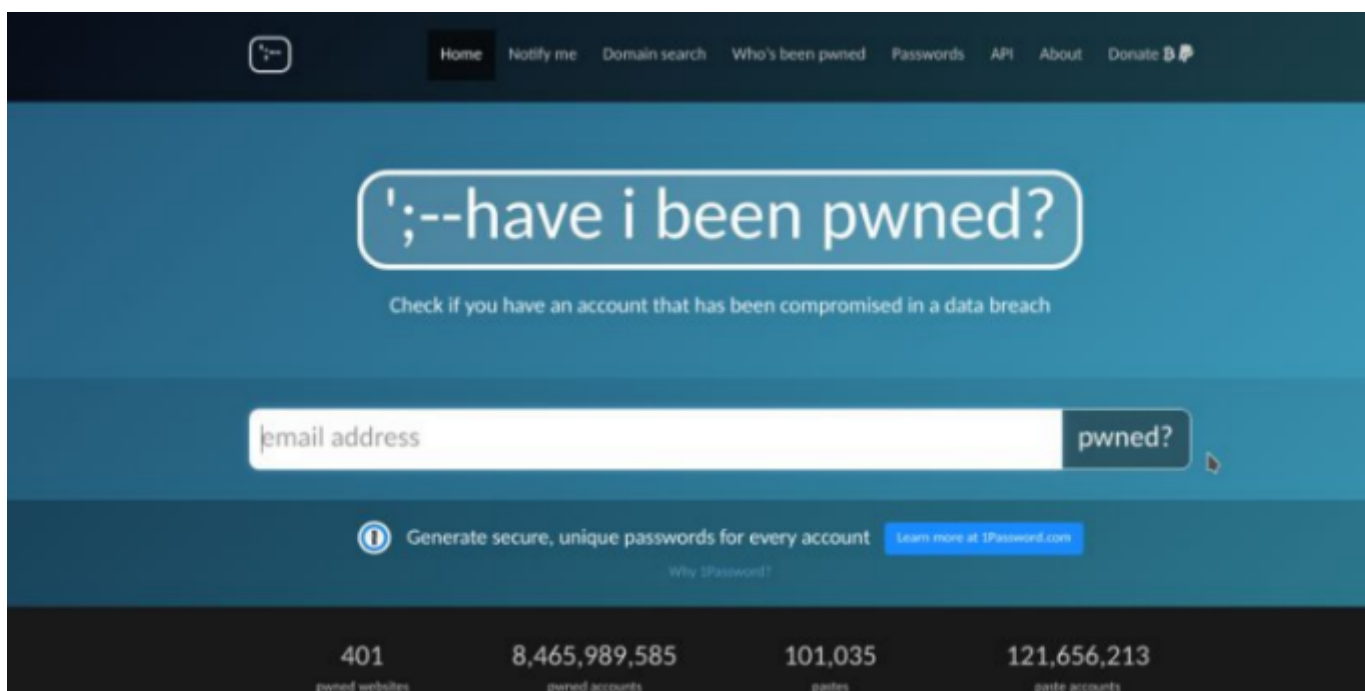 ';--
Home Notify me Domain search Who's been pwned Passwords API About Donate
';--have i been pwned?
Check if you have an account that has been compromised in a data breach
email address pwned?
Generate secure, unique passwords for every account Learn more at 1Password.com
Why 1Password?
401 8,465,989,585 101,035 121,656,213
pwned websites pwned accounts pastes paste accounts